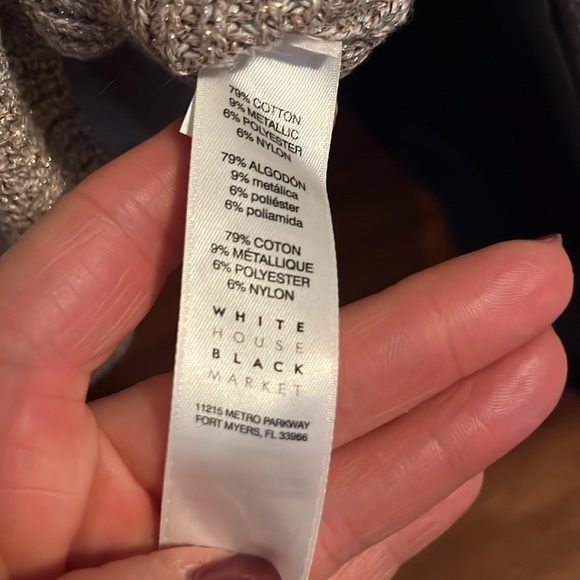 79% COTTON
9% METALLIC
6% POLYESTER
6% NYLON
79% ALGODÓN
9% metálica
6% poliéster
6% poliamida
79% COTON
9% MÉTALLIQUE
6% POLYESTER
6% NYLON
WHITE
HOUSE
BLACK
MARKET
11215 METRO PARKWAY
FORT MYERS, FL 33966